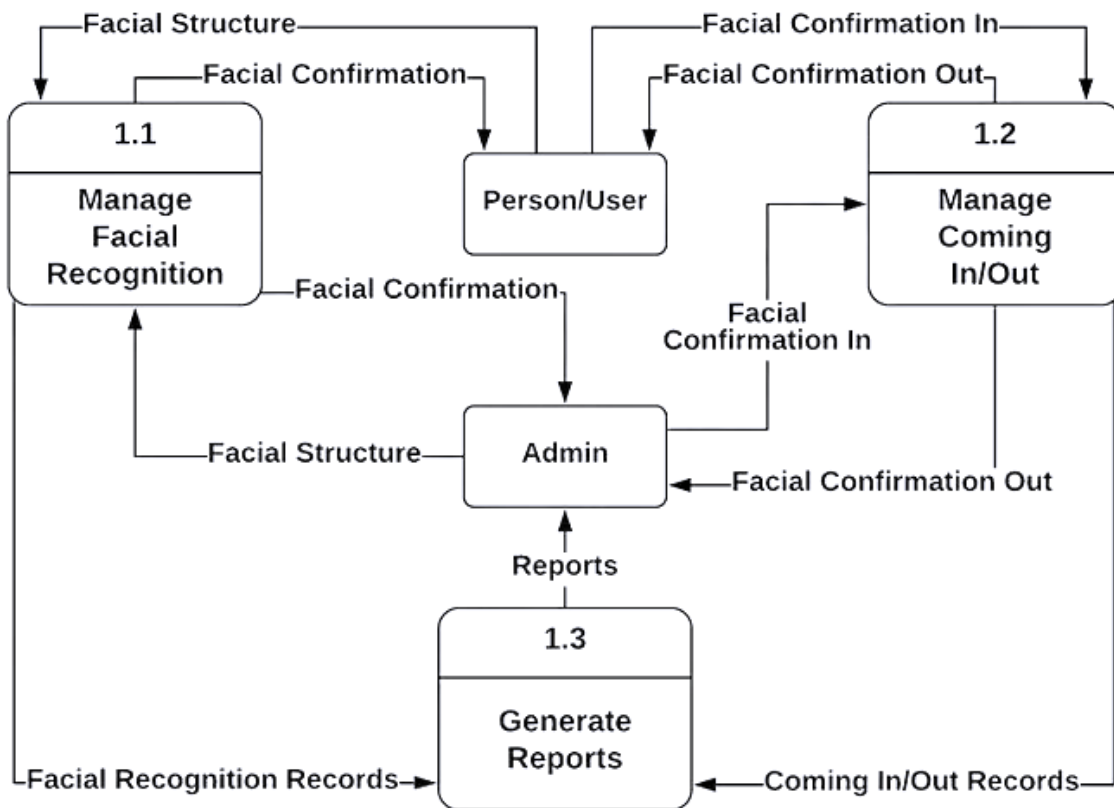 Facial Structure
Facial Confirmation In
Facial Confirmation
Facial Confirmation Out
1.1
Manage
Facial
Recognition
Person/User
1.2
Manage
Coming
In/Out
Facial Confirmation
Facial
Confirmation In
Facial Structure
Admin
Facial Confirmation Out
Reports
1.3
Generate
Reports
Facial Recognition Records
Coming In/Out Records